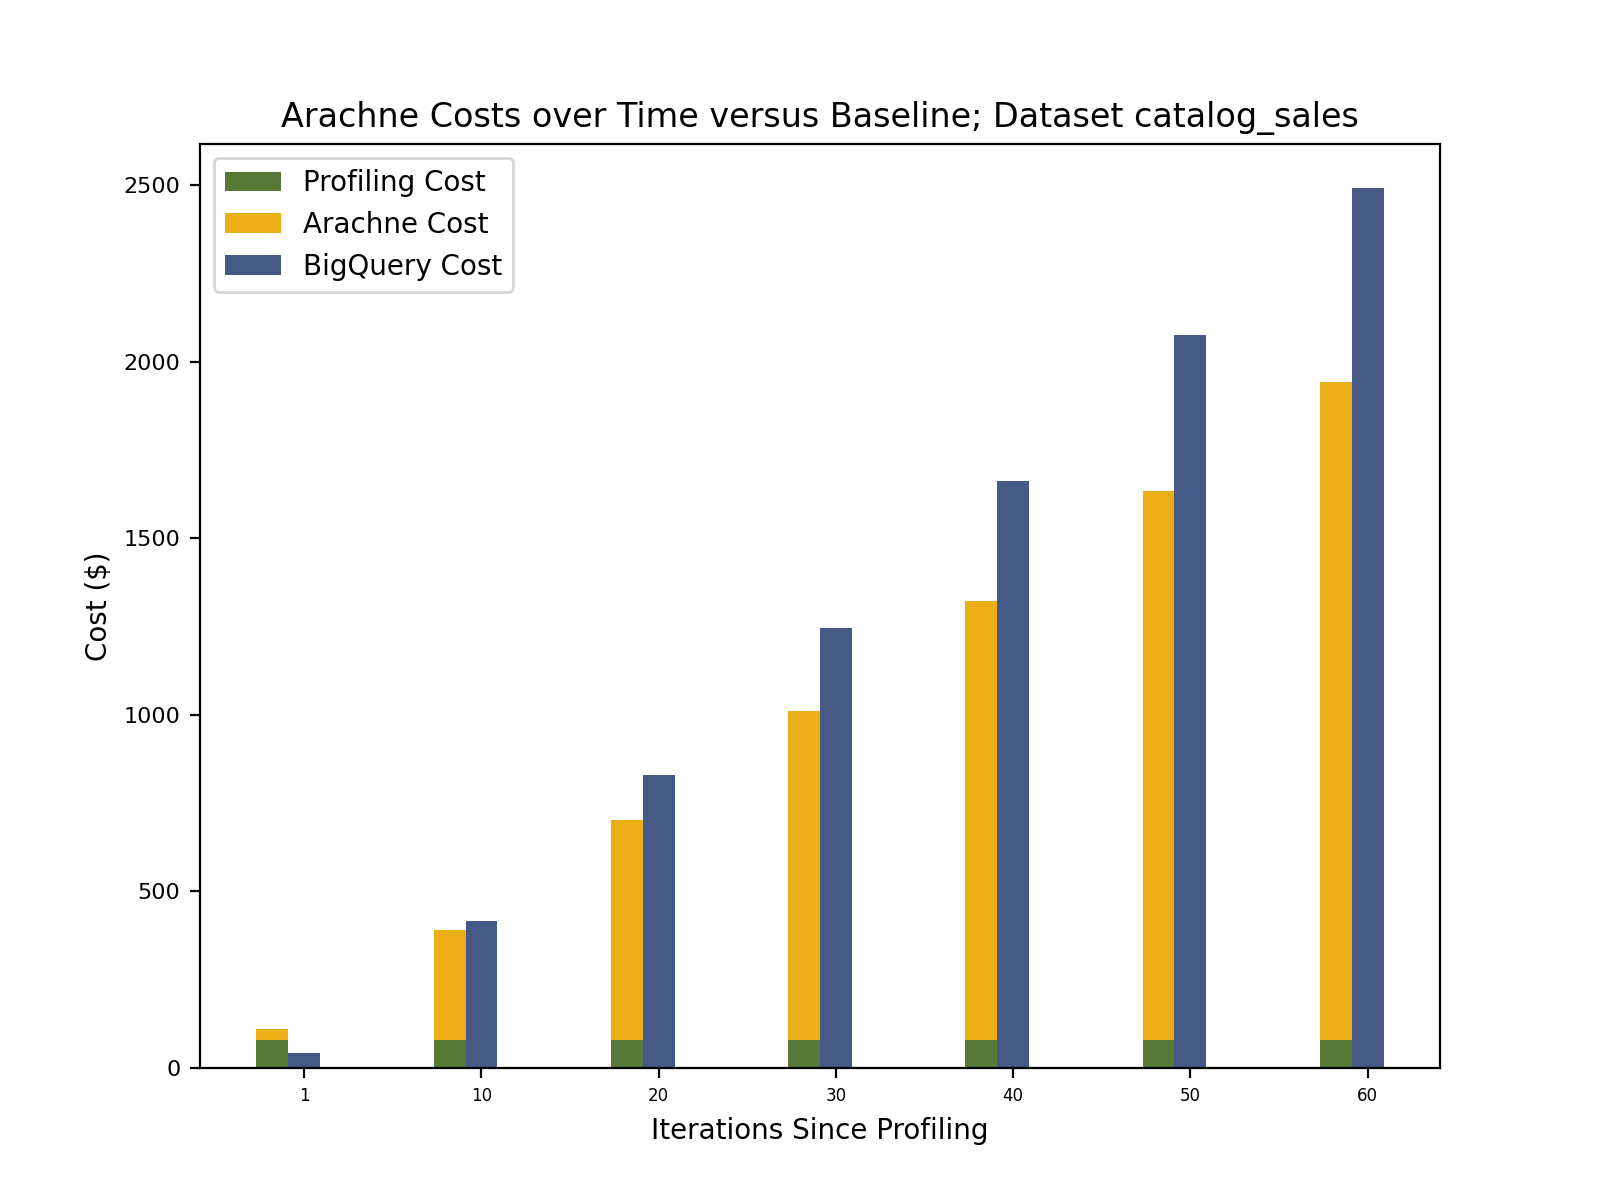 Arachne Costs over Time versus Baseline; Dataset catalog_sales
Profiling Cost
Arachne Cost
BigQuery Cost
2500
2000
1500
1000
500
0
Cost ($)
1 10 20 30 40 50 60
Iterations Since Profiling